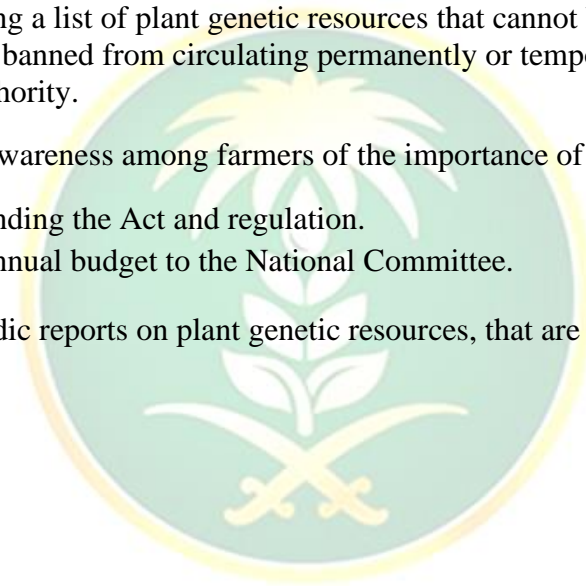 ng a list of plant genetic resources that cannot
banned from circulating permanently or tempo
nority.
wareness among farmers of the importance of
nding the Act and regulation.
nnual budget to the National Committee.
dic reports on plant genetic resources, that are